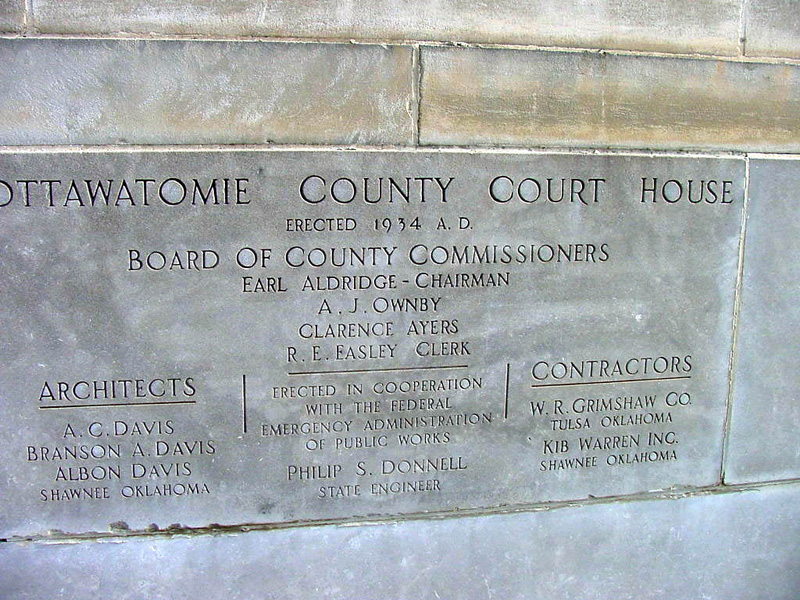 OTTAWATOMIE COUNTY COURT HOUSE
ERECTED 1934 A.D.
BOARD OF COUNTY COMMISSIONERS
EARL ALDRIDGE - CHAIRMAN
A. J. OWNBY
CLARENCE AYERS
R. E. EASLEY CLERK
ARCHITECTS
A. C. DAVIS
BRANSON A. DAVIS
ALBON DAVIS
SHAWNEE OKLAHOMA
ERECTED IN COOPERATION
WITH THE FEDERAL
EMERGENCY ADMINISTRATION
OF PUBLIC WORKS
PHILIP S. DONNELL
STATE ENGINEER
CONTRACTORS
W. R. GRIMSHAW CO.
TULSA OKLAHOMA
KIB WARREN INC.
SHAWNEE OKLAHOMA